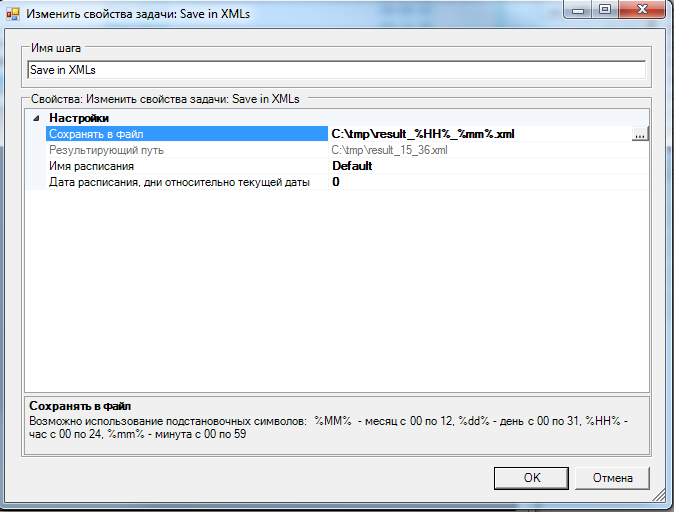 Изменить свойства задачи: Save in XMLs
Имя шага
Save in XMLs
Свойства: Изменить свойства задачи: Save in XMLs
Настройки
Сохранять в файл C:\tmp\result_%HH%_%mm%.xml ...
Результирующий путь C:\tmp\result_15_36.xml
Имя расписания Default
Дата расписания, дни относительно текущей даты 0
Сохранять в файл
Возможно использование подстановочных символов: %MM% - месяц с 00 по 12, %dd% - день с 00 по 31, %HH% -
час с 00 по 24, %mm% - минута с 00 по 59
OK Отмена